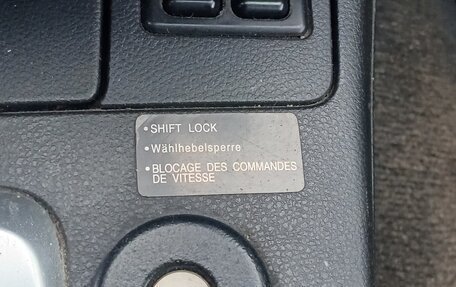 • SHIFT LOCK
• Wählhebelsperre
• BLOCAGE DES COMMANDES
DE VITESSE